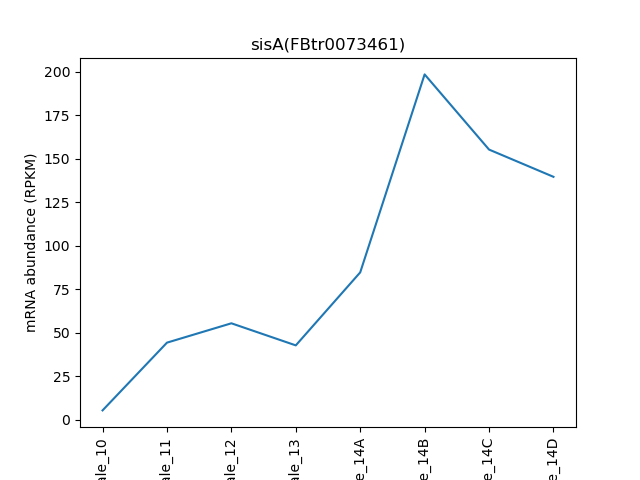 sisA(FBtr0073461)
mRNA abundance (RPKM)
200
175
150
125
100
75
50
25
0
ale_10
ale_11
ale_12
ale_13
e_14A
e_14B
e_14C
e_14D